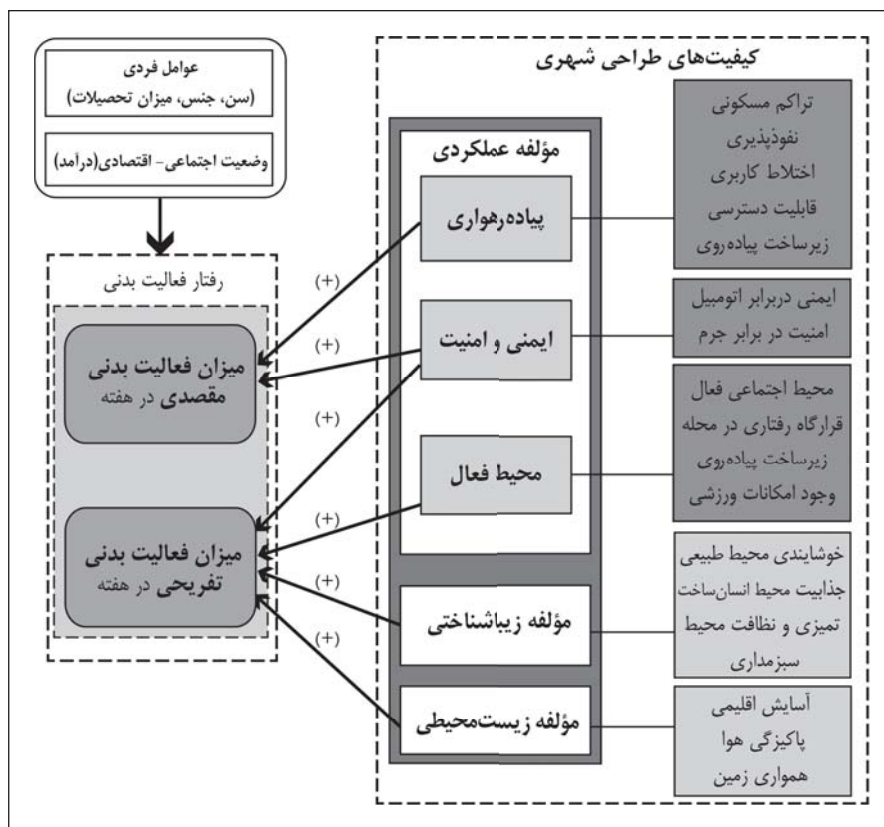 کیفیت‌های طراحی شهری
تراکم مسکونی
نفوذپذیری
اختلاط کاربری
قابلیت دسترسی
زیرساخت پیاده‌روی
ایمنی دربرابر اتومبیل
امنیت در برابر جرم
محیط اجتماعی فعال
قرارگاه رفتاری در محله
زیرساخت پیاده‌روی
وجود امکانات ورزشی
خوشایندی محیط طبیعی
جذابیت محیط انسان‌ساخت
تمیزی و نظافت محیط
سبزمداری
آسایش اقلیمی
پاکیزگی هوا
همواری زمین
مؤلفه عملکردی
پیاده‌رهواری
ایمنی و امنیت
محیط فعال
مؤلفه زیباشناختی
مؤلفه زیست‌محیطی
(+)
(+)
(+)
(+)
(+)
(+)
عوامل فردی
(سن، جنس، میزان تحصیلات)
وضعیت اجتماعی – اقتصادی(درآمد)
رفتار فعالیت بدنی
میزان فعالیت بدنی
مقصدی در هفته
میزان فعالیت بدنی
تفریحی در هفته